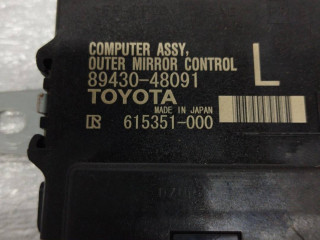 COMPUTER ASSY,
OUTER MIRROR CONTROL
89430-48091 L
TOYOTA
MADE IN JAPAN
615351-000